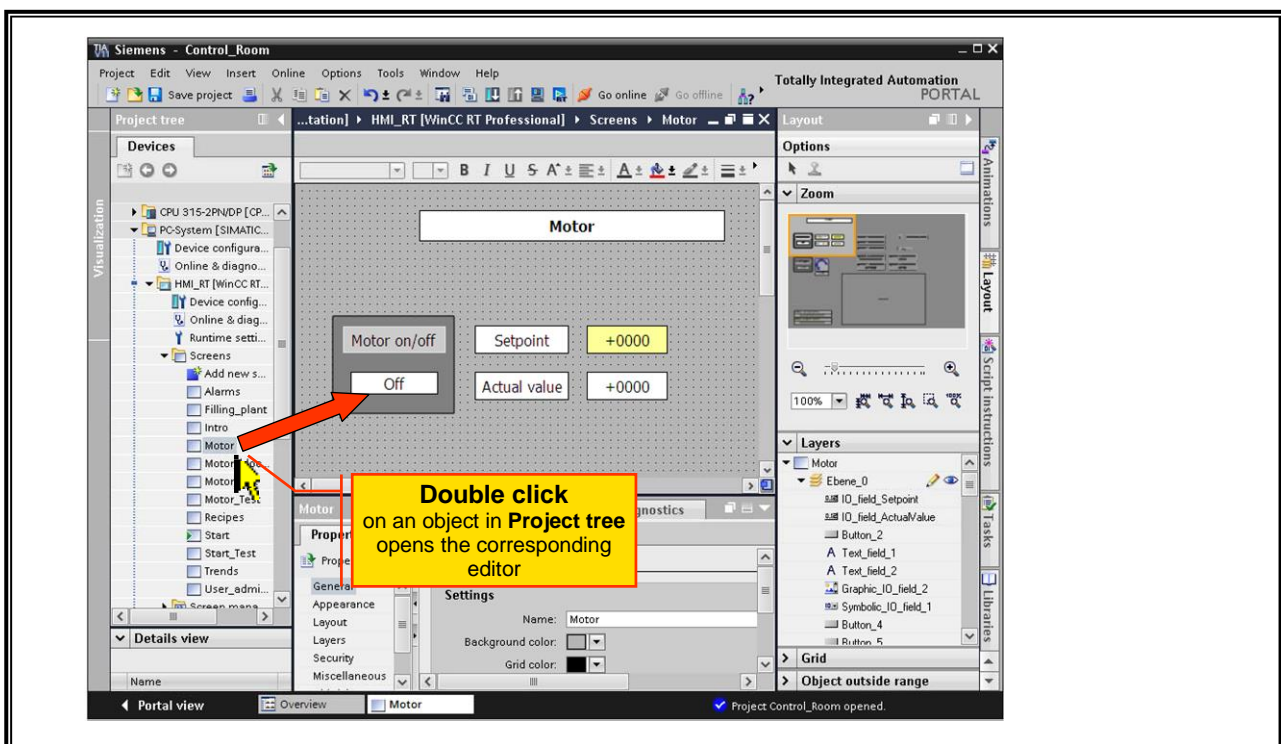 Siemens - Control_Room
Project Edit View Insert Online Options Tools Window Help
Totally Integrated Automation
PORTAL
Save project
Go online
Go offline
Project tree
...tation] HMI_RT [WinCC RT Professional] Screens Motor
Layout
Devices
Options
B I U S A A
Zoom
Visualization
CPU 315-2PN/DP [CP...
PC-System [SIMATIC...
Device configura...
Online & diagno...
HMI_RT [WinCC RT...
Device config...
Online & diag...
Runtime setti...
Screens
Add new s...
Alarms
Filling_plant
Intro
Motor
Motor
Motor
Motor_Test
Recipes
Start
Start_Test
Trends
User_admi...
Screen mana...
Details view
Name
Motor
Motor on/off
Setpoint
+0000
Off
Actual value
+0000
Double click
on an object in Project tree
opens the corresponding
editor
Motor
gnostics
Proper
Prope
General
Appearance
Layout
Layers
Security
Miscellaneous
Settings
Name: Motor
Background color:
Grid color:
100%
Layers
Motor
Ebene_0
IO_field_Setpoint
IO_field_ActualValue
Button_2
Text_field_1
Text_field_2
Graphic_IO_field_2
Symbolic_IO_field_1
Button_4
Button_5
Grid
Object outside range
Animations
Layout
Script instructions
Tasks
Libraries
Portal view
Overview
Motor
Project Control_Room opened.